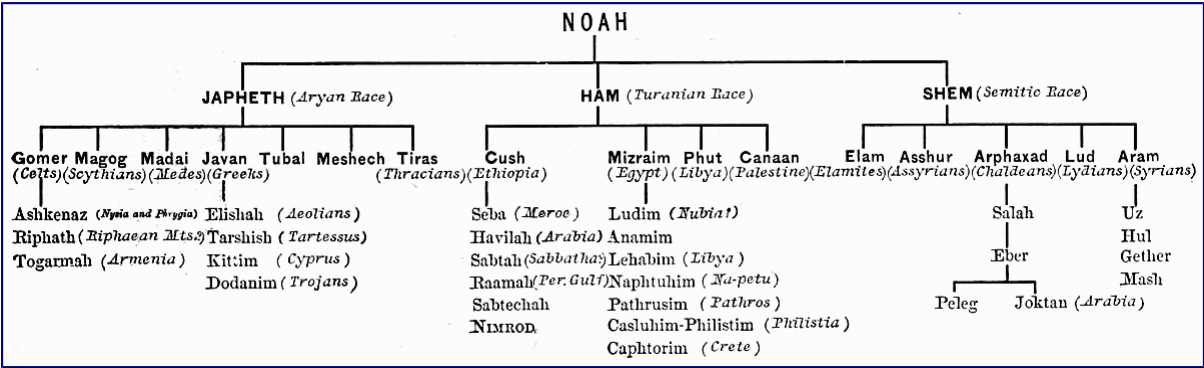 NOAH
JAPHETH (Aryan Race) HAM (Turanian Race) SHEM (Semitic Race)
Gomer Magog Madai Javan Tubal Meshech Tiras Cush Mizraim Phut Canaan Elam Asshur Arphaxad Lud Aram
(Celts) (Scythians) (Medes) (Greeks) (Thracians) (Ethiopia) (Egypt) (Libya) (Palestine) (Elamites) (Assyrians) (Chaldeans) (Lydians) (Syrians)
Ashkenaz (Nysia and Phrygia) Elishah (Aeolians) Seba (Meroe) Ludim (Nubia?) Salah Uz
Riphath (Riphaean Mts.?) Tarshish (Tartessus) Havilah (Arabia) Anamim Hul
Togarmah (Armenia) Kittim (Cyprus) Sabtah (Sabbatha?) Lehabim (Libya) Eber Gether
Dodanim (Trojans) Raamah (Per. Gulf) Naphtuhim (Na-petu) Mash
Sabtechah Pathrusim (Pathros) Peleg Joktan (Arabia)
NIMROD. Casluhim-Philistim (Philistia)
Caphtorim (Crete)